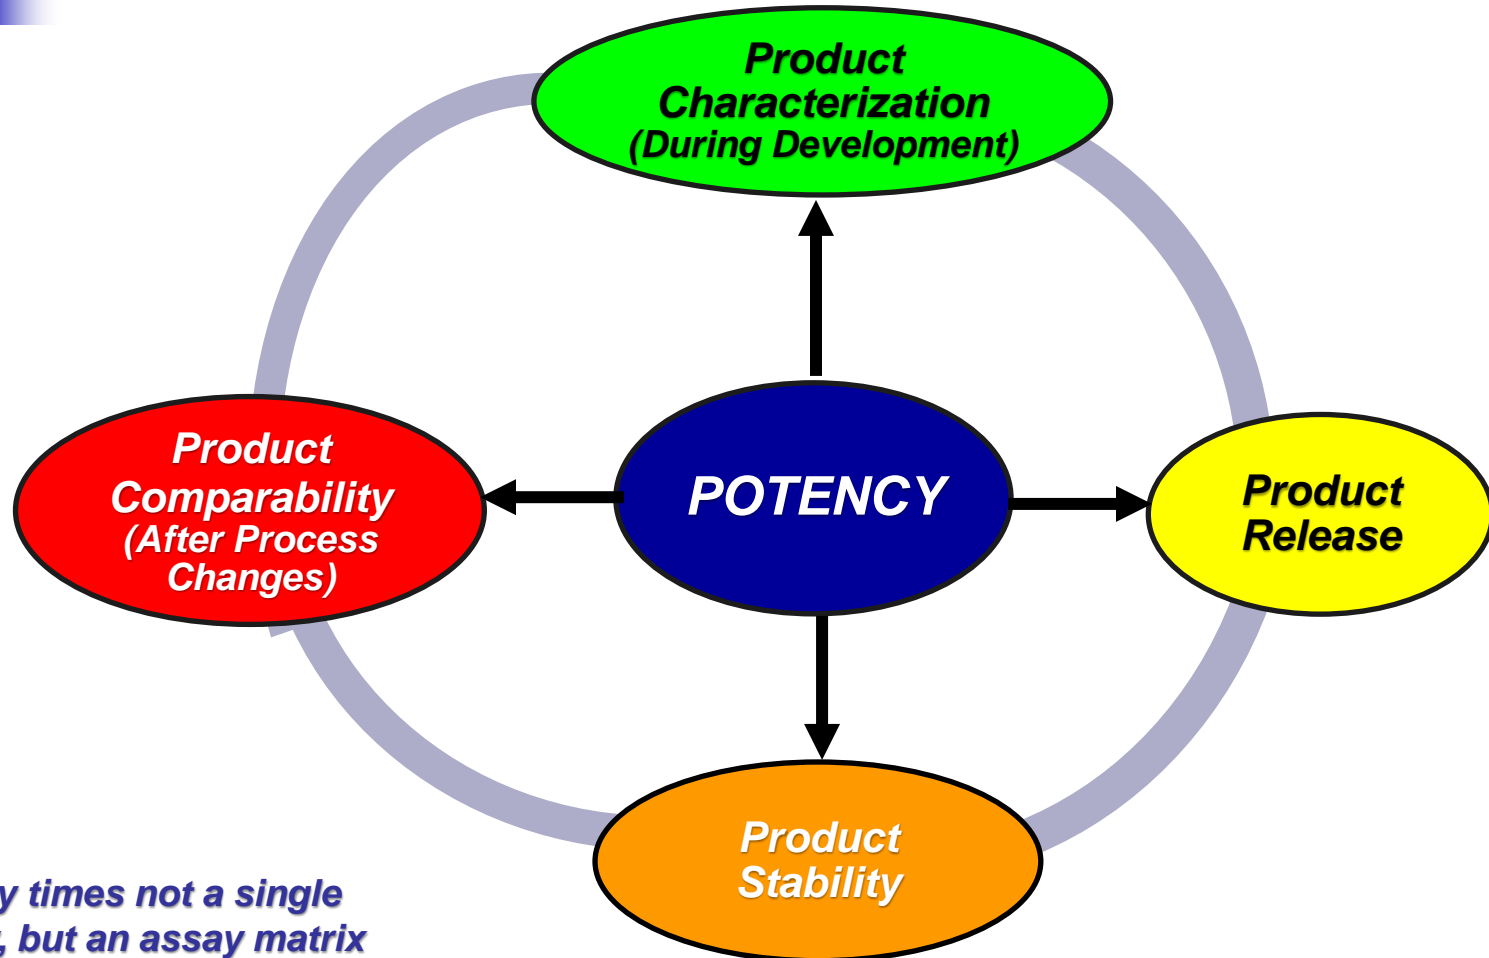 Product
Characterization
(During Development)
Product
Comparability
(After Process
Changes)
POTENCY
Product
Release
Product
Stability
times not a single
but an assay matrix